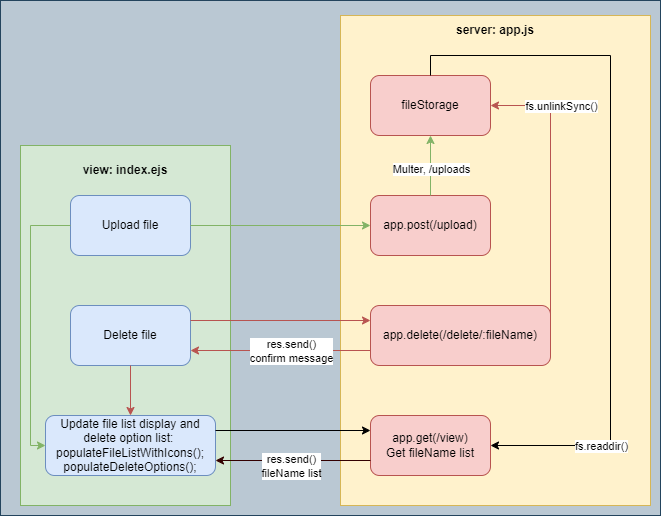 server: app.js
fileStorage
fs.unlinkSync()
Multer, /uploads
view: index.ejs
Upload file
app.post(/upload)
Delete file
app.delete(/delete/:fileName)
res.send()
confirm message
Update file list display and
delete option list:
populateFileListWithIcons();
populateDeleteOptions();
app.get(/view)
Get fileName list
fs.readdir()
res.send()
fileName list